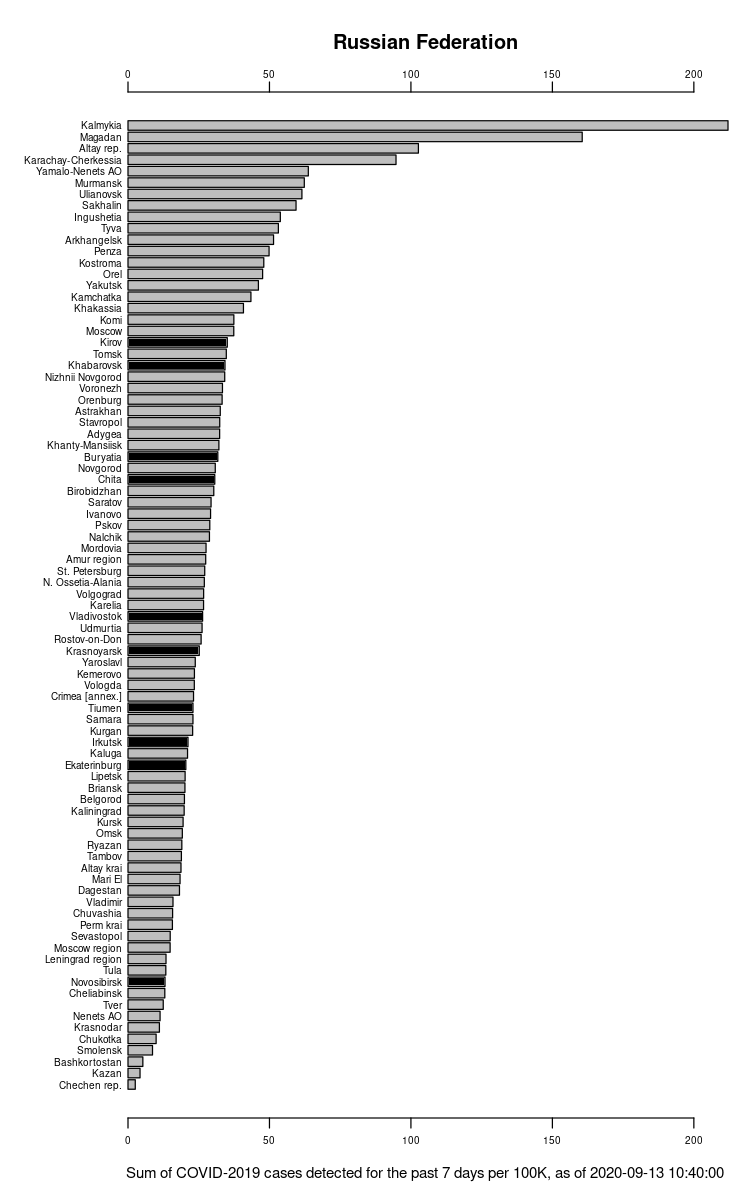 Russian Federation
0 50 100 150 200
Kalmykia
Magadan
Altay rep.
Karachay-Cherkessia
Yamalo-Nenets AO
Murmansk
Ulianovsk
Sakhalin
Ingushetia
Tyva
Arkhangelsk
Penza
Kostroma
Orel
Yakutsk
Kamchatka
Khakassia
Komi
Moscow
Kirov
Tomsk
Khabarovsk
Nizhnii Novgorod
Voronezh
Orenburg
Astrakhan
Stavropol
Adygea
Khanty-Mansiisk
Buryatia
Novgorod
Chita
Birobidzhan
Saratov
Ivanovo
Pskov
Nalchik
Mordovia
Amur region
St. Petersburg
N. Ossetia-Alania
Volgograd
Karelia
Vladivostok
Udmurtia
Rostov-on-Don
Krasnoyarsk
Yaroslavl
Kemerovo
Vologda
Crimea [annex.]
Tiumen
Samara
Kurgan
Irkutsk
Kaluga
Ekaterinburg
Lipetsk
Briansk
Belgorod
Kaliningrad
Kursk
Omsk
Ryazan
Tambov
Altay krai
Mari El
Dagestan
Vladimir
Chuvashia
Perm krai
Sevastopol
Moscow region
Leningrad region
Tula
Novosibirsk
Cheliabinsk
Tver
Nenets AO
Krasnodar
Chukotka
Smolensk
Bashkortostan
Kazan
Chechen rep.
0 50 100 150 200
Sum of COVID-2019 cases detected for the past 7 days per 100K, as of 2020-09-13 10:40:00